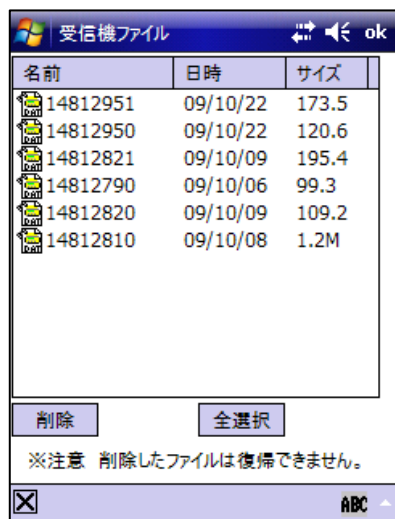 受信機ファイル ok
名前 日時 サイズ
14812951 09/10/22 173.5
14812950 09/10/22 120.6
14812821 09/10/09 195.4
14812790 09/10/06 99.3
14812820 09/10/09 109.2
14812810 09/10/08 1.2M
削除 全選択
※注意 削除したファイルは復帰できません。
ABC